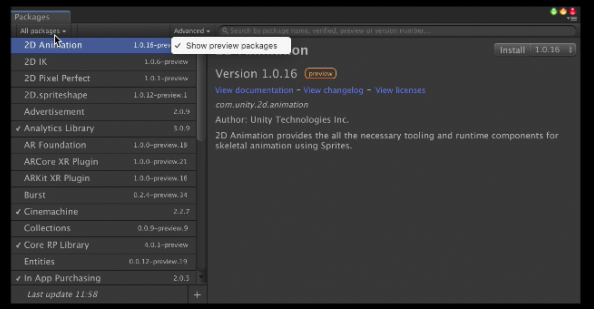 Packages
All packages
Advanced
Search by package name, verified, preview or version number...
Show preview packages
2D Animation 1.0.16-prev
2D IK 1.0.6-preview
2D Pixel Perfect 1.0.1-preview
2D.spriteshape 1.0.12-preview.1
Advertisement 2.0.9
✓ Analytics Library 3.0.9
AR Foundation 1.0.0-preview.19
ARCore XR Plugin 1.0.0-preview.21
ARKit XR Plugin 1.0.0-preview.18
Burst 0.2.4-preview.34
✓ Cinemachine 2.2.7
Collections 0.0.9-preview.9
✓ Core RP Library 4.0.1-preview
Entities 0.0.12-preview.19
✓ In App Purchasing 2.0.3
Last update 11:58 +
Install 1.0.16
Version 1.0.16 preview
View documentation - View changelog - View licenses
com.unity.2d.animation
Author: Unity Technologies Inc.
2D Animation provides the all the necessary tooling and runtime components for
skeletal animation using Sprites.